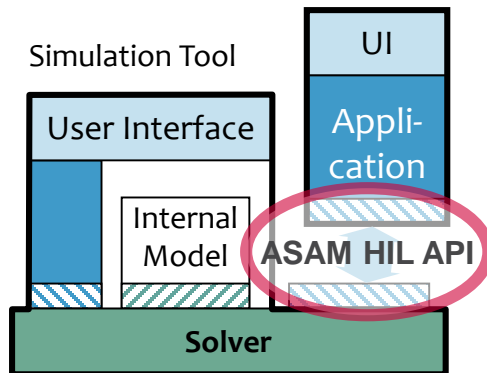 Simulation Tool
User Interface
Internal
Model
UI
Appli-
cation
ASAM HIL API
Solver